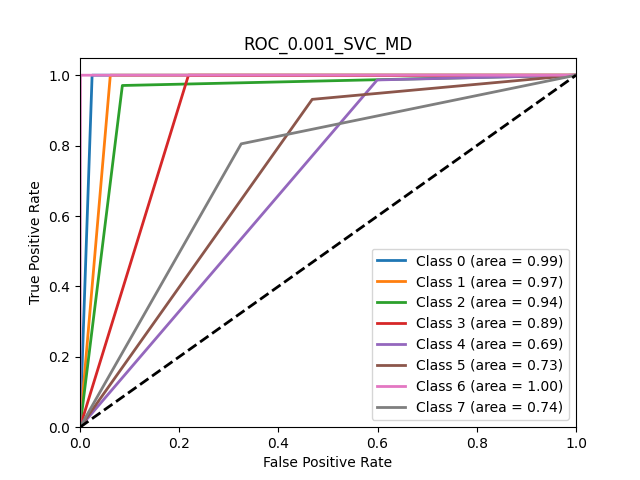 ROC_0.001_SVC_MD
1.0
0.8
0.6
0.4
0.2
0.0
True Positive Rate
Class 0 (area = 0.99)
Class 1 (area = 0.97)
Class 2 (area = 0.94)
Class 3 (area = 0.89)
Class 4 (area = 0.69)
Class 5 (area = 0.73)
Class 6 (area = 1.00)
Class 7 (area = 0.74)
0.0 0.2 0.4 0.6 0.8 1.0
False Positive Rate